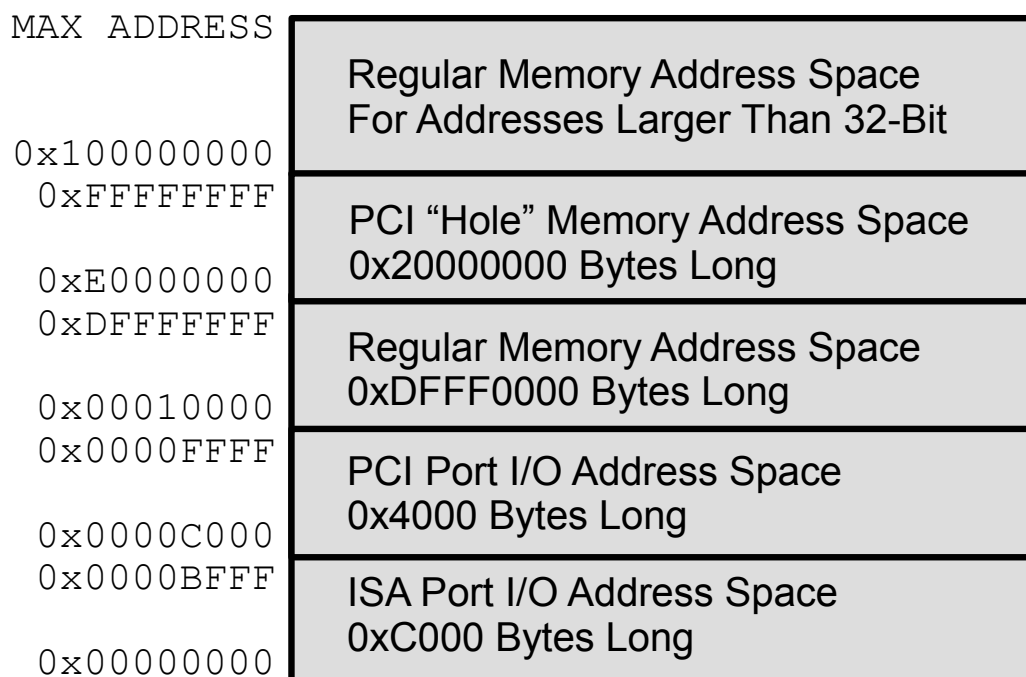 MAX ADDRESS
Regular Memory Address Space
For Addresses Larger Than 32-Bit
0x100000000
0xFFFFFFFF
PCI “Hole” Memory Address Space
0x20000000 Bytes Long
0xE0000000
0xDFFFFFFF
Regular Memory Address Space
0xDFFF0000 Bytes Long
0x00010000
0x0000FFFF
PCI Port I/O Address Space
0x4000 Bytes Long
0x0000C000
0x0000BFFF
ISA Port I/O Address Space
0xC000 Bytes Long
0x00000000